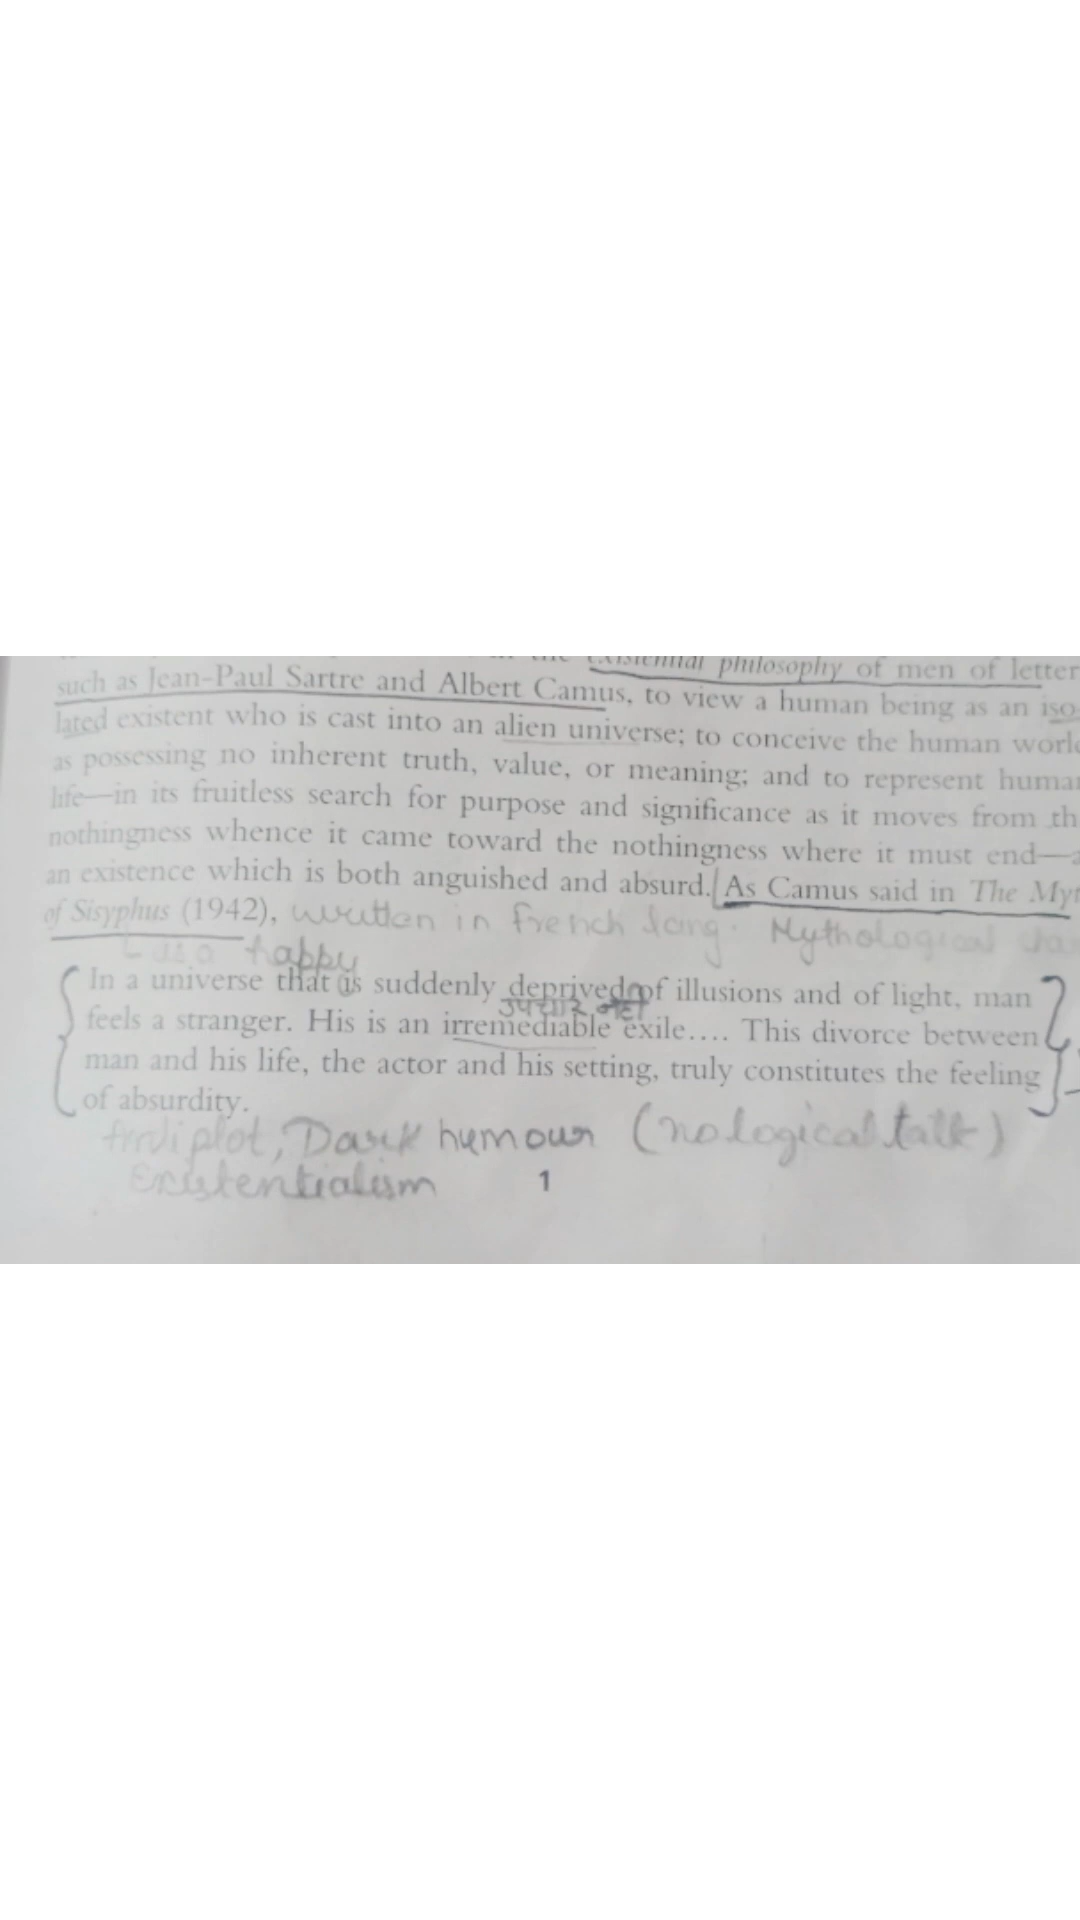 existential philosophy of men of letter
such as Jean-Paul Sartre and Albert Camus, to view a human being as an iso-
lated existent who is cast into an alien universe; to conceive the human worl
as possessing no inherent truth, value, or meaning; and to represent huma
life—in its fruitless search for purpose and significance as it moves from th
nothingness whence it came toward the nothingness where it must end—a
an existence which is both anguished and absurd. As Camus said in The Myt
of Sisyphus (1942), written in french lang. Mythological cha
happy
In a universe that is suddenly deprived of illusions and of light, man
उपचार नही
feels a stranger. His is an irremediable exile.... This divorce between
man and his life, the actor and his setting, truly constitutes the feeling
of absurdity.
Anti plot, Dark humour (no logical talk)
Existentialism
1